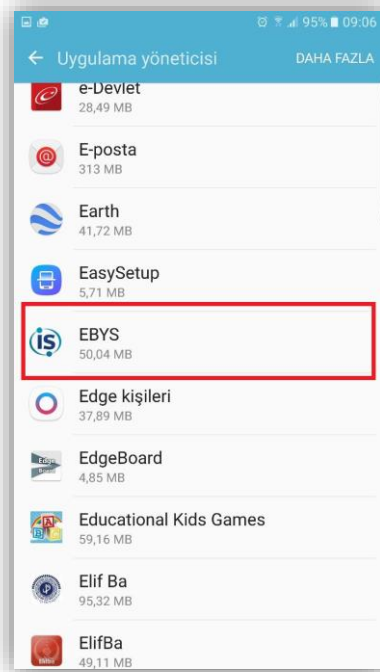 95% 09:06
Uygulama yöneticisi DAHA FAZLA
e-Devlet
28,49 MB
E-posta
313 MB
Earth
41,72 MB
EasySetup
5,71 MB
iS
EBYS
50,04 MB
Edge kişileri
37,89 MB
EdgeBoard
4,85 MB
Educational Kids Games
59,16 MB
Elif Ba
95,32 MB
ElifBa
49,11 MB